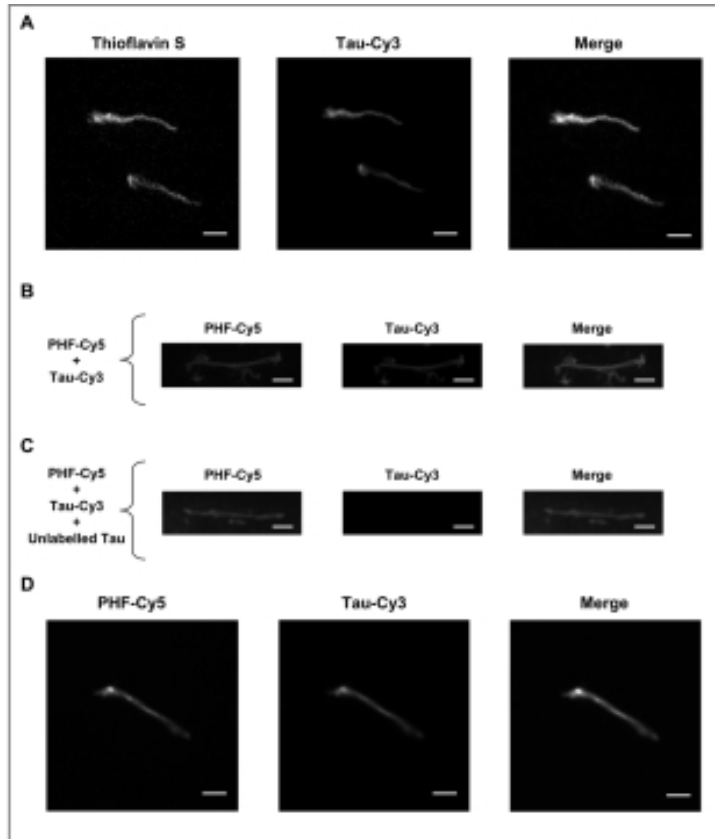 A
Thioflavin S Tau-Cy3 Merge
B
PHF-Cy5 Tau-Cy3 Merge
PHF-Cy5
+
Tau-Cy3
C
PHF-Cy5 Tau-Cy3 Merge
PHF-Cy5
+
Tau-Cy3
+
Unlabelled Tau
D
PHF-Cy5 Tau-Cy3 Merge